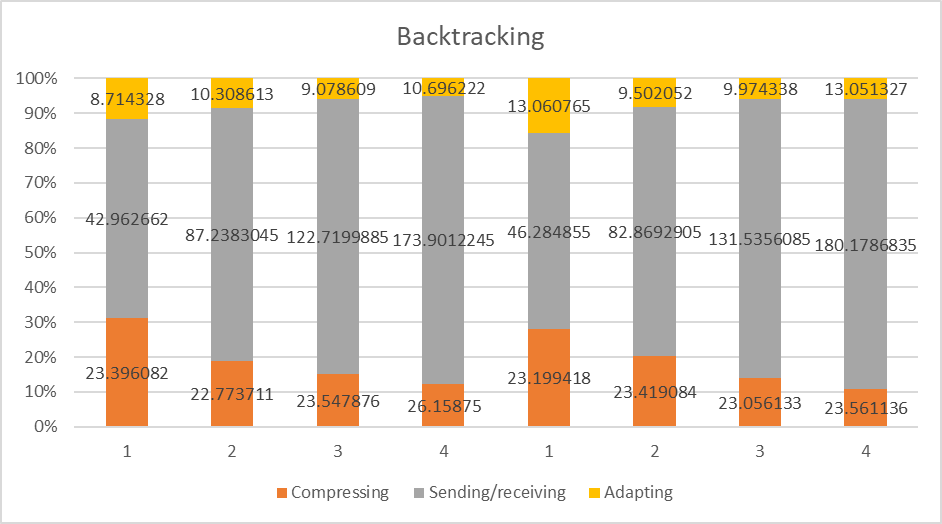 Backtracking
100%
90%
80%
70%
60%
50%
40%
30%
20%
10%
0%
8.714328 10.308613 9.078609 10.696222 13.060765 9.502052 9.974338 13.051327
42.962662 87.2383045 122.7199885 173.9012245 46.284855 82.8692905 131.5356085 180.1786835
23.396082 22.773711 23.547876 26.15875 23.199418 23.419084 23.056133 23.561136
1 2 3 4 1 2 3 4
Compressing Sending/receiving Adapting